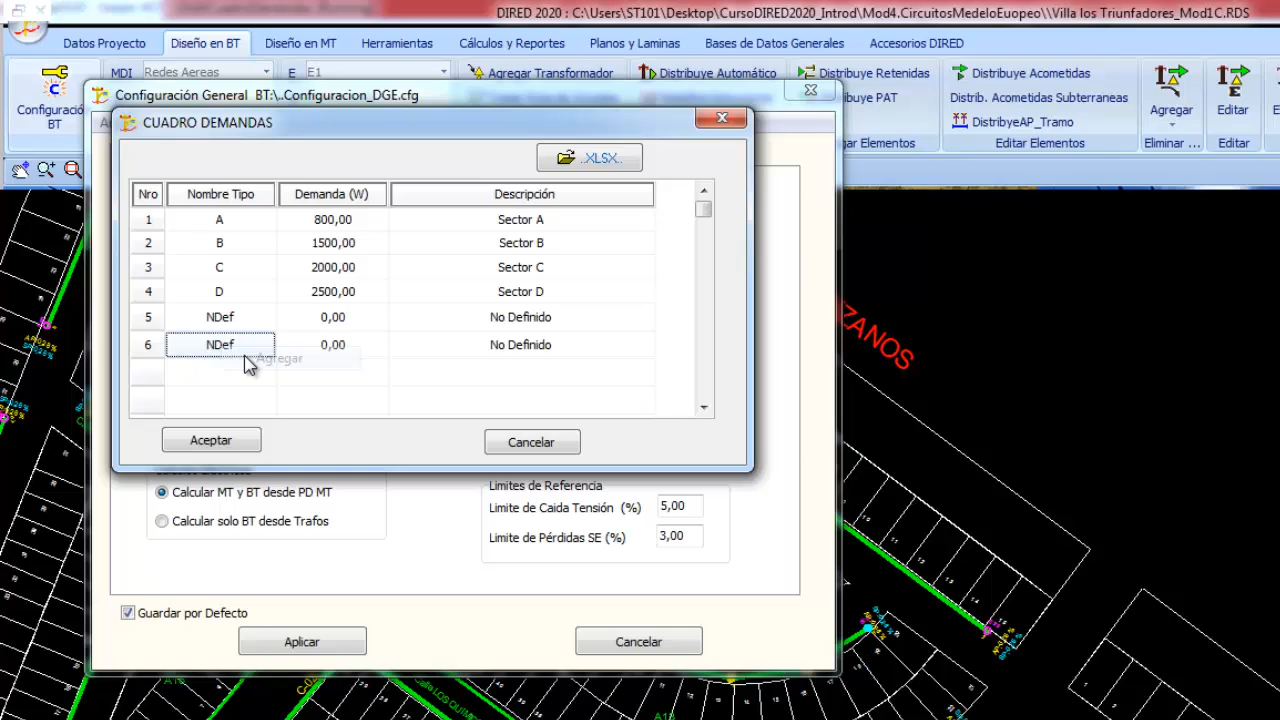 DIRED 2020 : C:\Users\ST101\Desktop\CursoDIRED2020_Introd\Mod4.CircuitosMedeloEuopeo\\Villa los Triunfadores_Mod1C.RDS
Datos Proyecto
Diseño en BT
Diseño en MT
Herramientas
Cálculos y Reportes
Planos y Laminas
Bases de Datos Generales
Accesorios DIRED
MDI
Redes Aereas
E
E1
Agregar Transformador
Distribuye Automático
Distribuye Retenidas
Distribuye Acometidas
Configuración General BT:\..Configuracion_DGE.cfg
Distrib. Acometidas Subterraneas
DistribyeAP_Tramo
Configuració
BT
Agregar
Editar
Editar Elementos
Eliminar ...
Editar
CUADRO DEMANDAS
..XLSX..
Nro Nombre Tipo Demanda (W) Descripción
1 A 800,00 Sector A
2 B 1500,00 Sector B
3 C 2000,00 Sector C
4 D 2500,00 Sector D
5 NDef 0,00 No Definido
6 NDef 0,00 No Definido
Agregar
Aceptar
Cancelar
Calcular MT y BT desde PD MT
Calcular solo BT desde Trafos
Limites de Referencia
Limite de Caida Tensión (%) 5,00
Limite de Pérdidas SE (%) 3,00
Guardar por Defecto
Aplicar
Cancelar
ZANOS